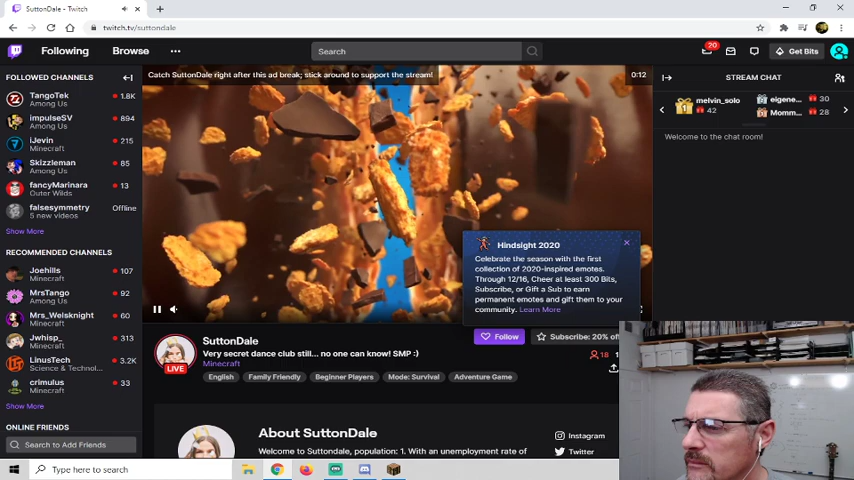 SuttonDale - Twitch
twitch.tv/suttondale
Following
Browse
Search
20
Get Bits
FOLLOWED CHANNELS
TangoTek
1.8K
Among Us
impulseSV
894
Among Us
iJevin
215
Minecraft
Skizzleman
85
Among Us
fancyMarinara
13
Outer Wilds
falsesymmetry
Offline
5 new videos
Show More
RECOMMENDED CHANNELS
Joehills
107
Minecraft
MrsTango
92
Among Us
Mrs_Welsknight
60
Minecraft
Jwhisp_
313
Minecraft
LinusTech
3.2K
Science & Technol...
crimulus
33
Minecraft
Show More
ONLINE FRIENDS
Search to Add Friends
Catch SuttonDale right after this ad break; stick around to support the stream!
0:12
Hindsight 2020
Celebrate the season with the first
collection of 2020-inspired emotes.
Through 12/16, Cheer at least 300 Bits,
Subscribe, or Gift a Sub to earn
permanent emotes and gift them to your
community. Learn More
LIVE
SuttonDale
Very secret dance club still... no one can know! SMP :)
Minecraft
English
Family Friendly
Beginner Players
Mode: Survival
Adventure Game
Follow
Subscribe: 20% of
18
1
About SuttonDale
Welcome to Suttondale, population: 1. With an unemployment rate of
Instagram
Twitter
STREAM CHAT
melvin_solo
42
eigene...
30
Momm...
28
Welcome to the chat room!
Type here to search